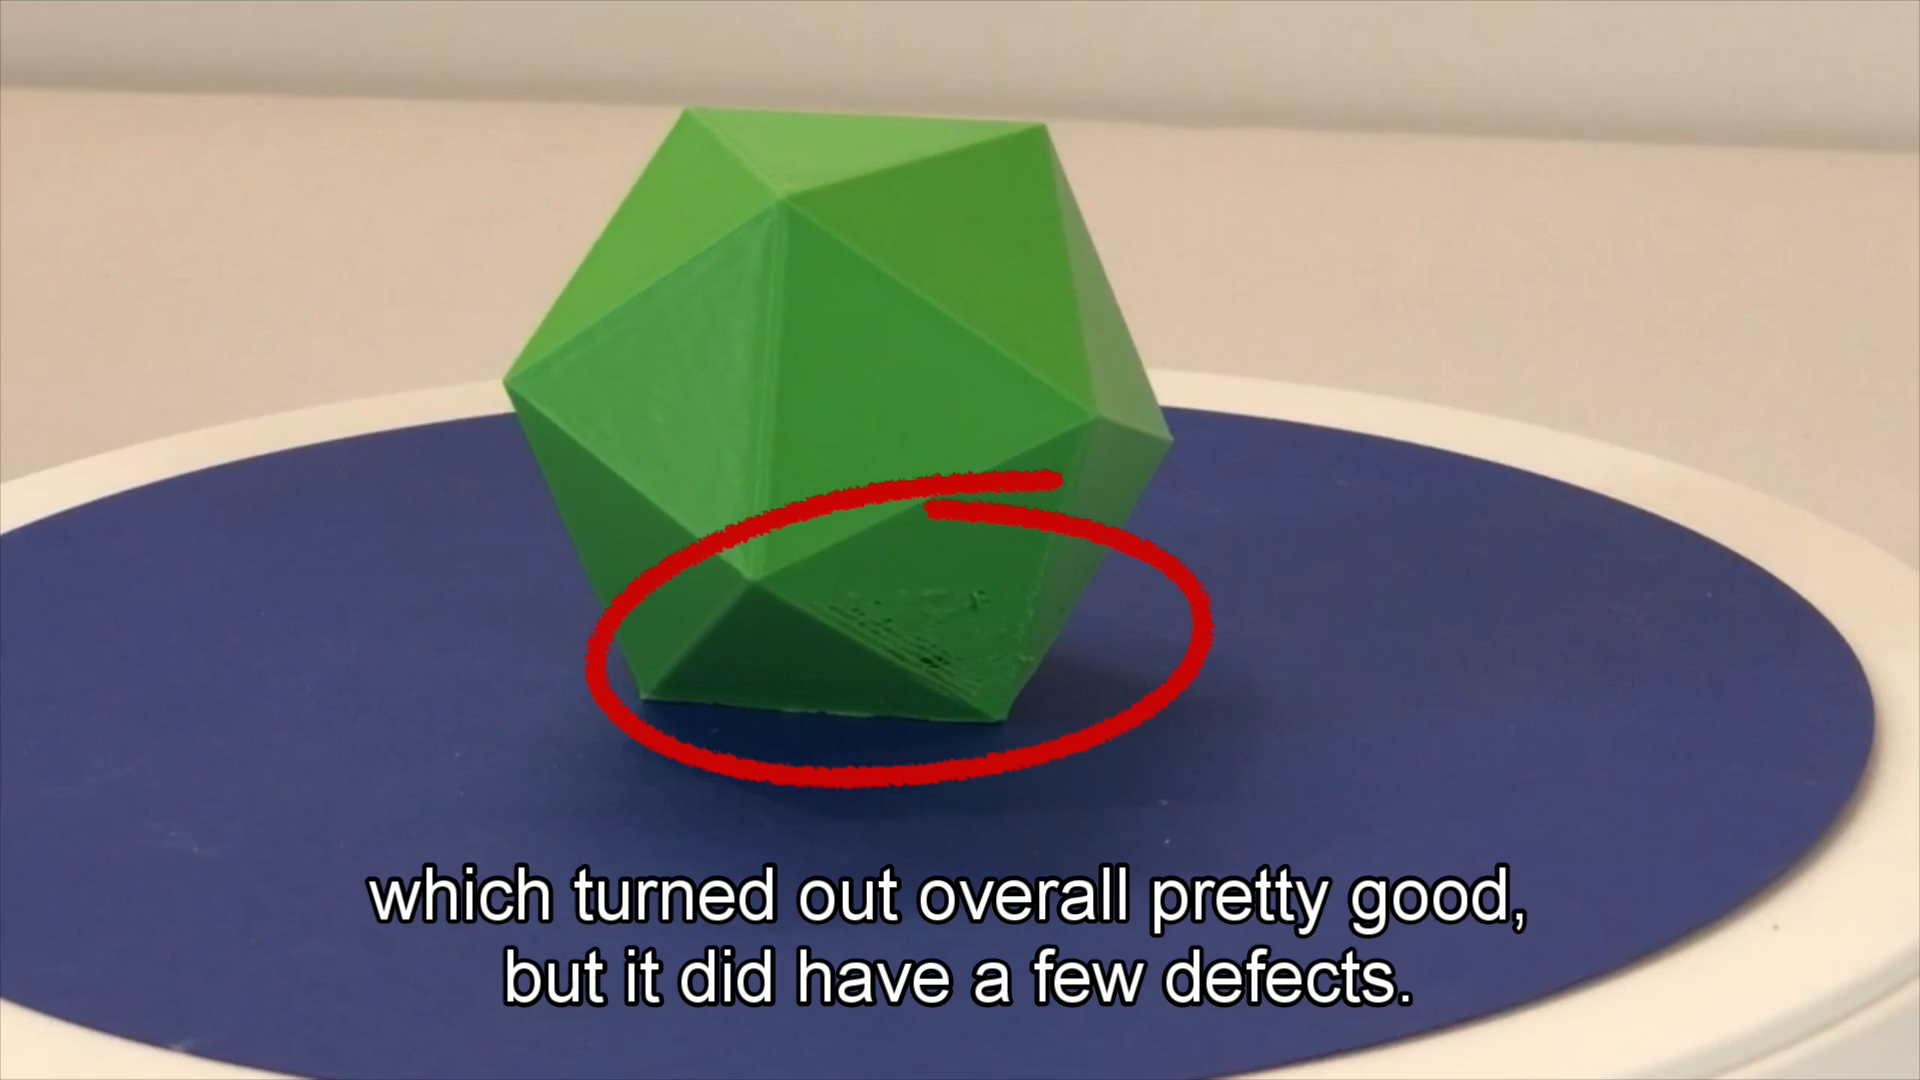 which turned out overall pretty good,
but it did have a few defects.